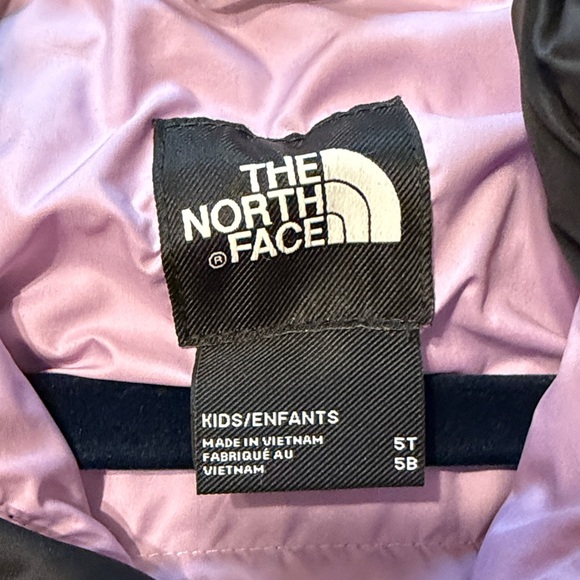 THE
NORTH
® FACE
KIDS/ENFANTS
MADE IN VIETNAM 5T
FABRIQUÉ AU 5B
VIETNAM